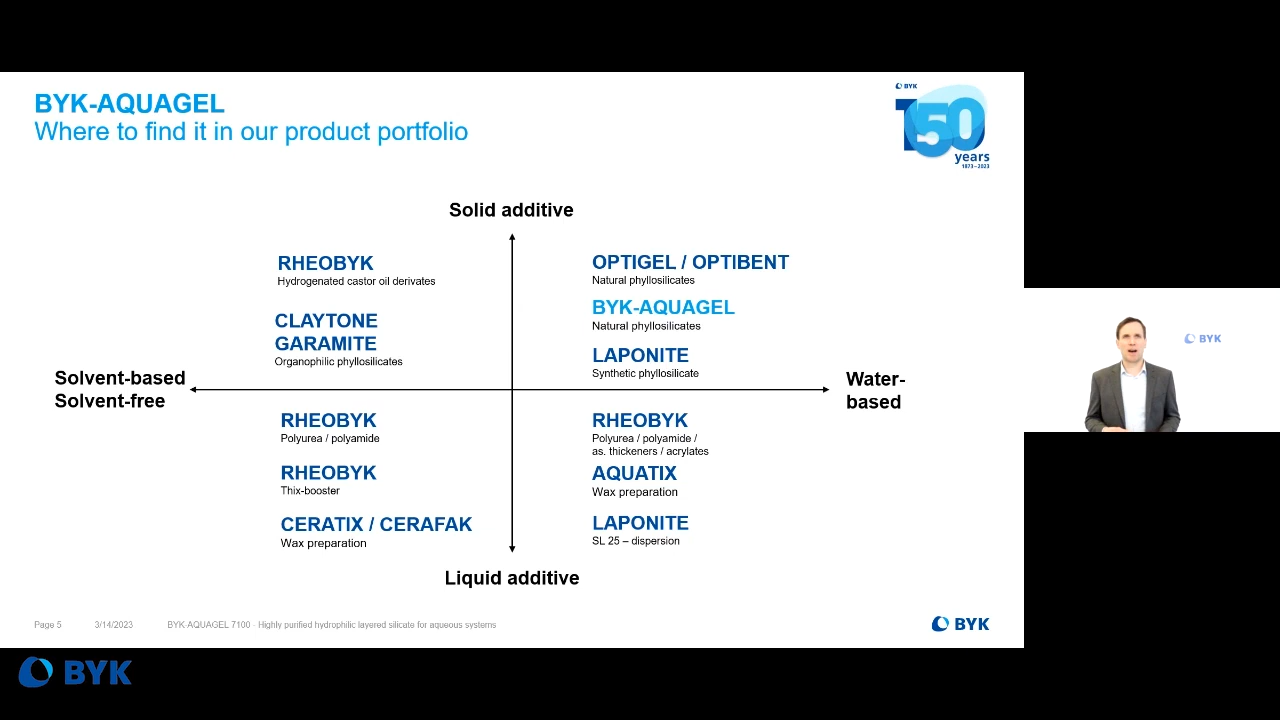 BYK-AQUAGEL
Where to find it in our product portfolio
BYK
150
years
1873-2023
Solid additive
RHEOBYK
Hydrogenated castor oil derivates
CLAYTONE
GARAMITE
Organophilic phyllosilicates
OPTIGEL / OPTIBENT
Natural phyllosilicates
BYK-AQUAGEL
Natural phyllosilicates
LAPONITE
Synthetic phyllosilicate
Solvent-based
Solvent-free
Water-
based
RHEOBYK
Polyurea / polyamide
RHEOBYK
Thix-booster
CERATIX / CERAFAK
Wax preparation
RHEOBYK
Polyurea / polyamide /
as. thickeners / acrylates
AQUATIX
Wax preparation
LAPONITE
SL 25 – dispersion
Liquid additive
Page 5 3/14/2023 BYK-AQUAGEL 7100 - Highly purified hydrophilic layered silicate for aqueous systems
BYK
BYK
BYK